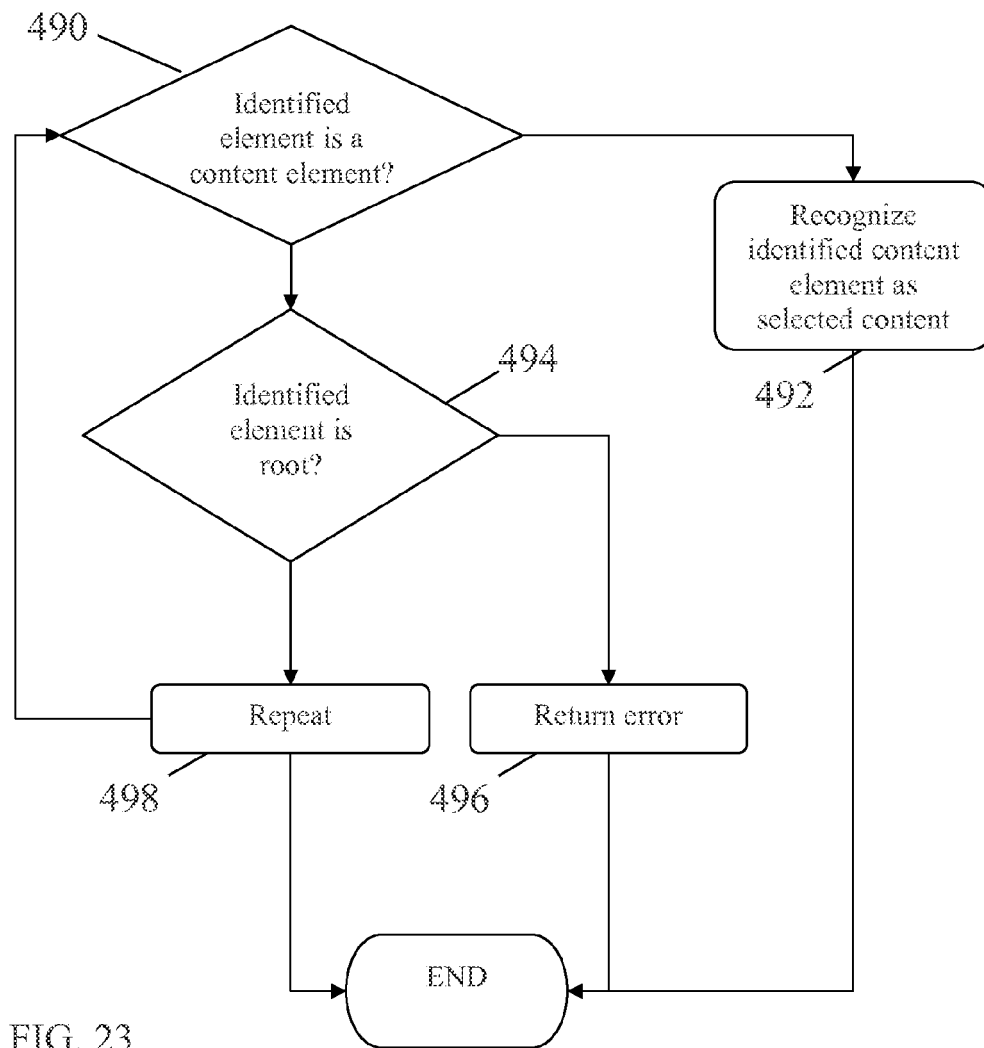 490
Identified
element is a
content element?
Recognize
identified content
element as
selected content
492
494
Identified
element is
root?
Repeat
498
Return error
496
END
FIG. 23